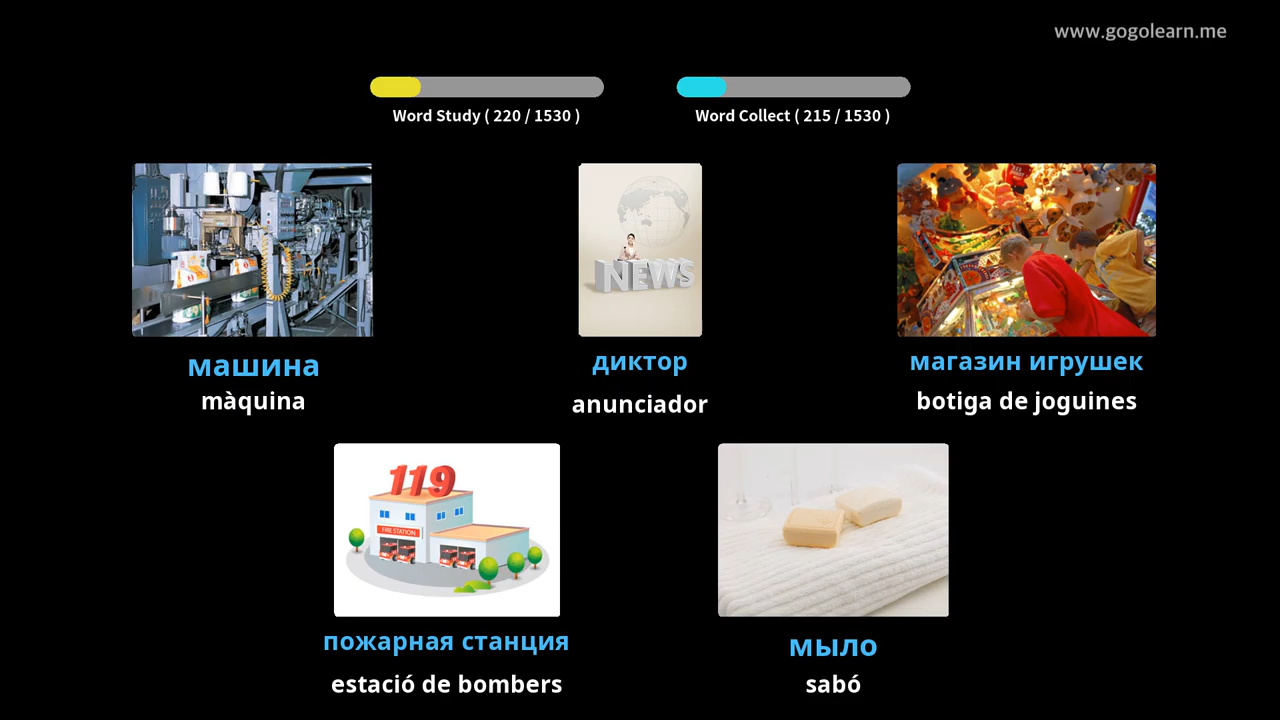 www.gogolearn.me
Word Study ( 220 / 1530 )
Word Collect ( 215 / 1530 )
NEWS
машина
màquina
диктор
anunciador
магазин игрушек
botiga de joguines
119
FIRE STATION
пожарная станция
estació de bombers
мыло
sabó